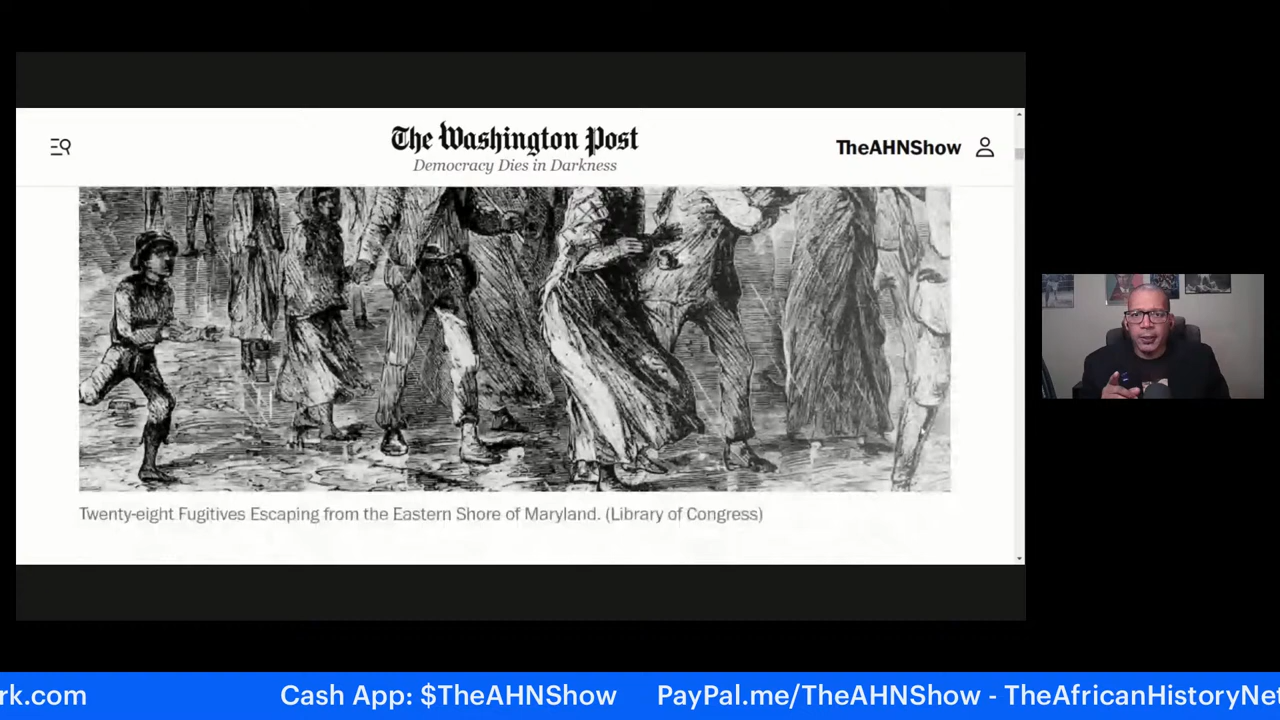 The Washington Post
Democracy Dies in Darkness
TheAHNShow
Twenty-eight Fugitives Escaping from the Eastern Shore of Maryland. (Library of Congress)
rk.com Cash App: $TheAHNShow PayPal.me/TheAHNShow - TheAfricanHistoryNet